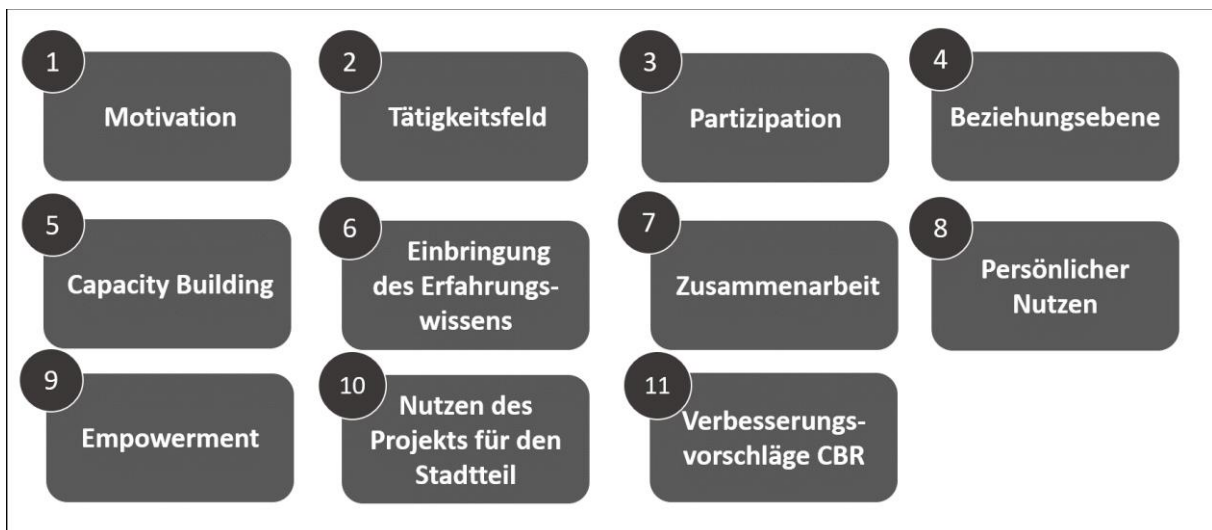 1
Motivation
2
Tätigkeitsfeld
3
Partizipation
4
Beziehungsebene
5
Capacity Building
6
Einbringung
des Erfahrungs-
wissens
7
Zusammenarbeit
8
Persönlicher
Nutzen
9
Empowerment
10
Nutzen des
Projekts für den
Stadtteil
11
Verbesserungs-
vorschläge CBR